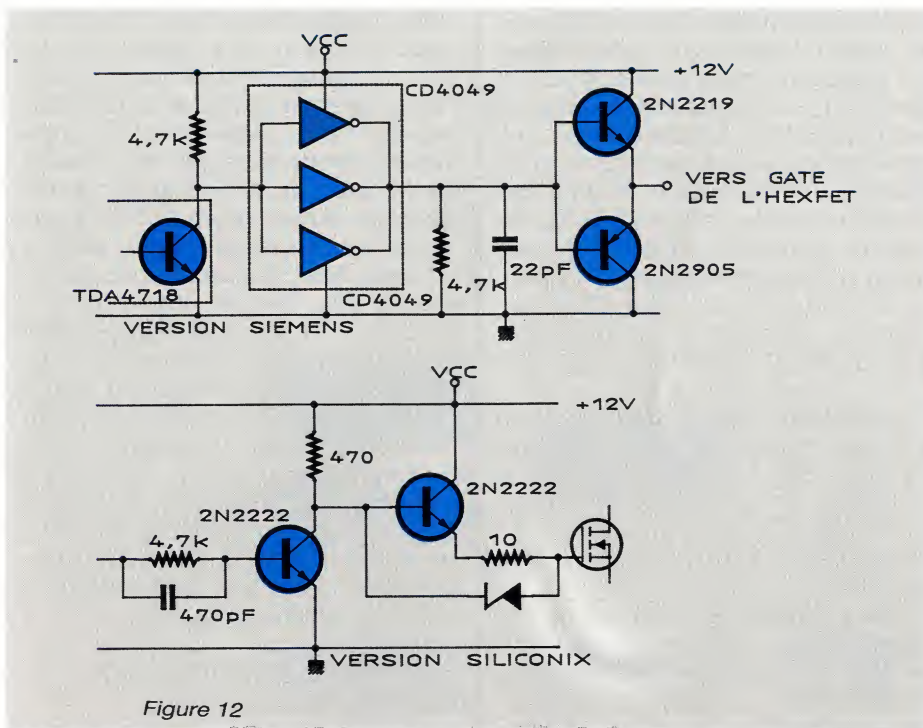 VCC
+12V
CD4049
2N2219
4,7k
VERS GATE
DE L'HEXFET
TDA4718
CD4049
4,7k
22pF
2N2905
VERSION SIEMENS
VCC
+12V
470
2N2222
2N2222
4,7k
10
470pF
VERSION SILICONIX
Figure 12